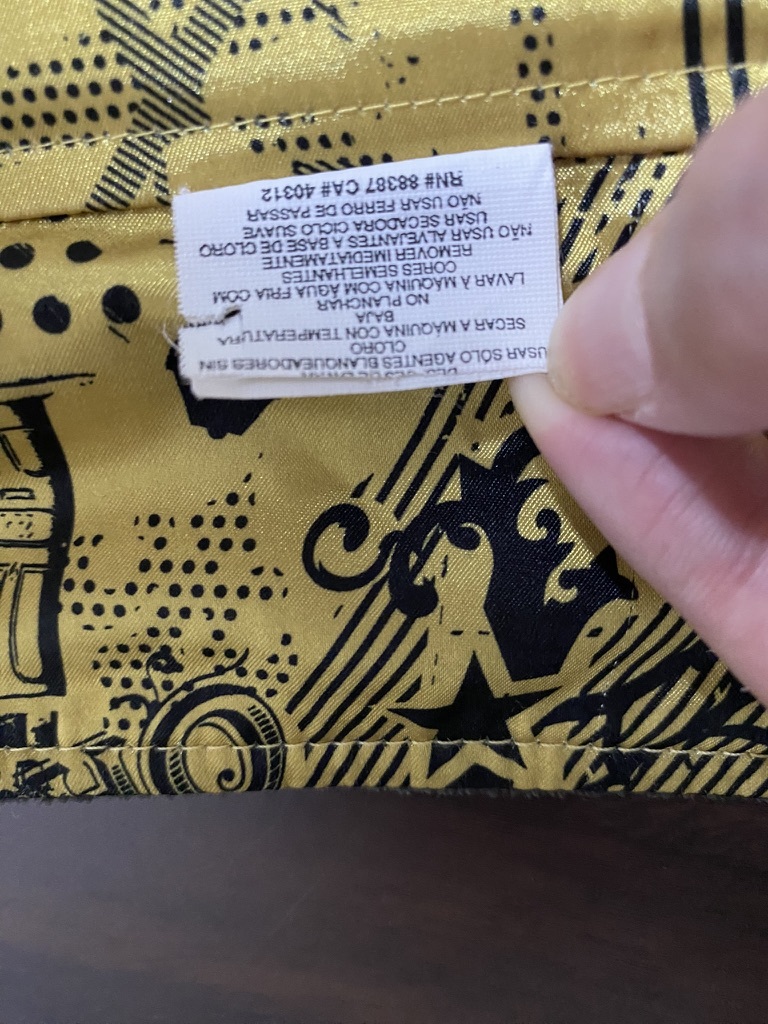 USAR SÓLO AGENTES BLANQUEADORES SIN
CLORO
SECAR A MÁQUINA CON TEMPERATURA
BAJA
NO PLANCHAR
LAVAR À MÁQUINA COM ÁGUA FRIA COM
CORES SEMELHANTES
REMOVER IMEDIATAMENTE
NÃO USAR ALVEJANTES A BASE DE CLORO
USAR SECADORA CICLO SUAVE
NÃO USAR FERRO DE PASSAR
RN# 88387 CA# 40312